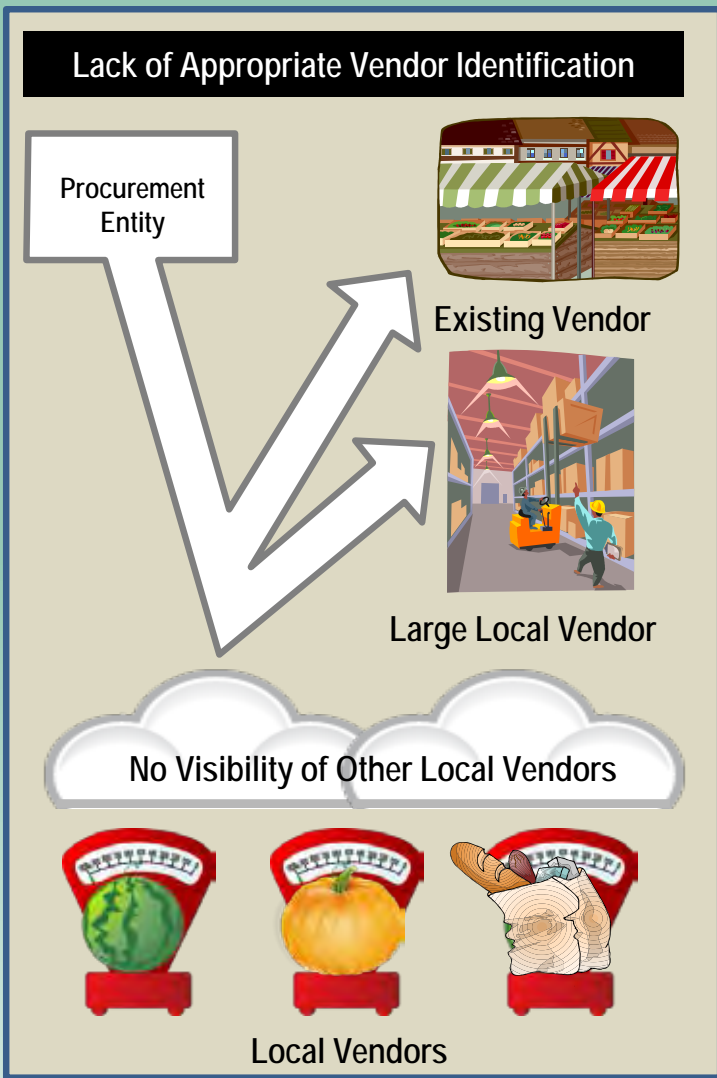 Lack of Appropriate Vendor Identification
Procurement
Entity
Existing Vendor
Large Local Vendor
No Visibility of Other Local Vendors
Local Vendors